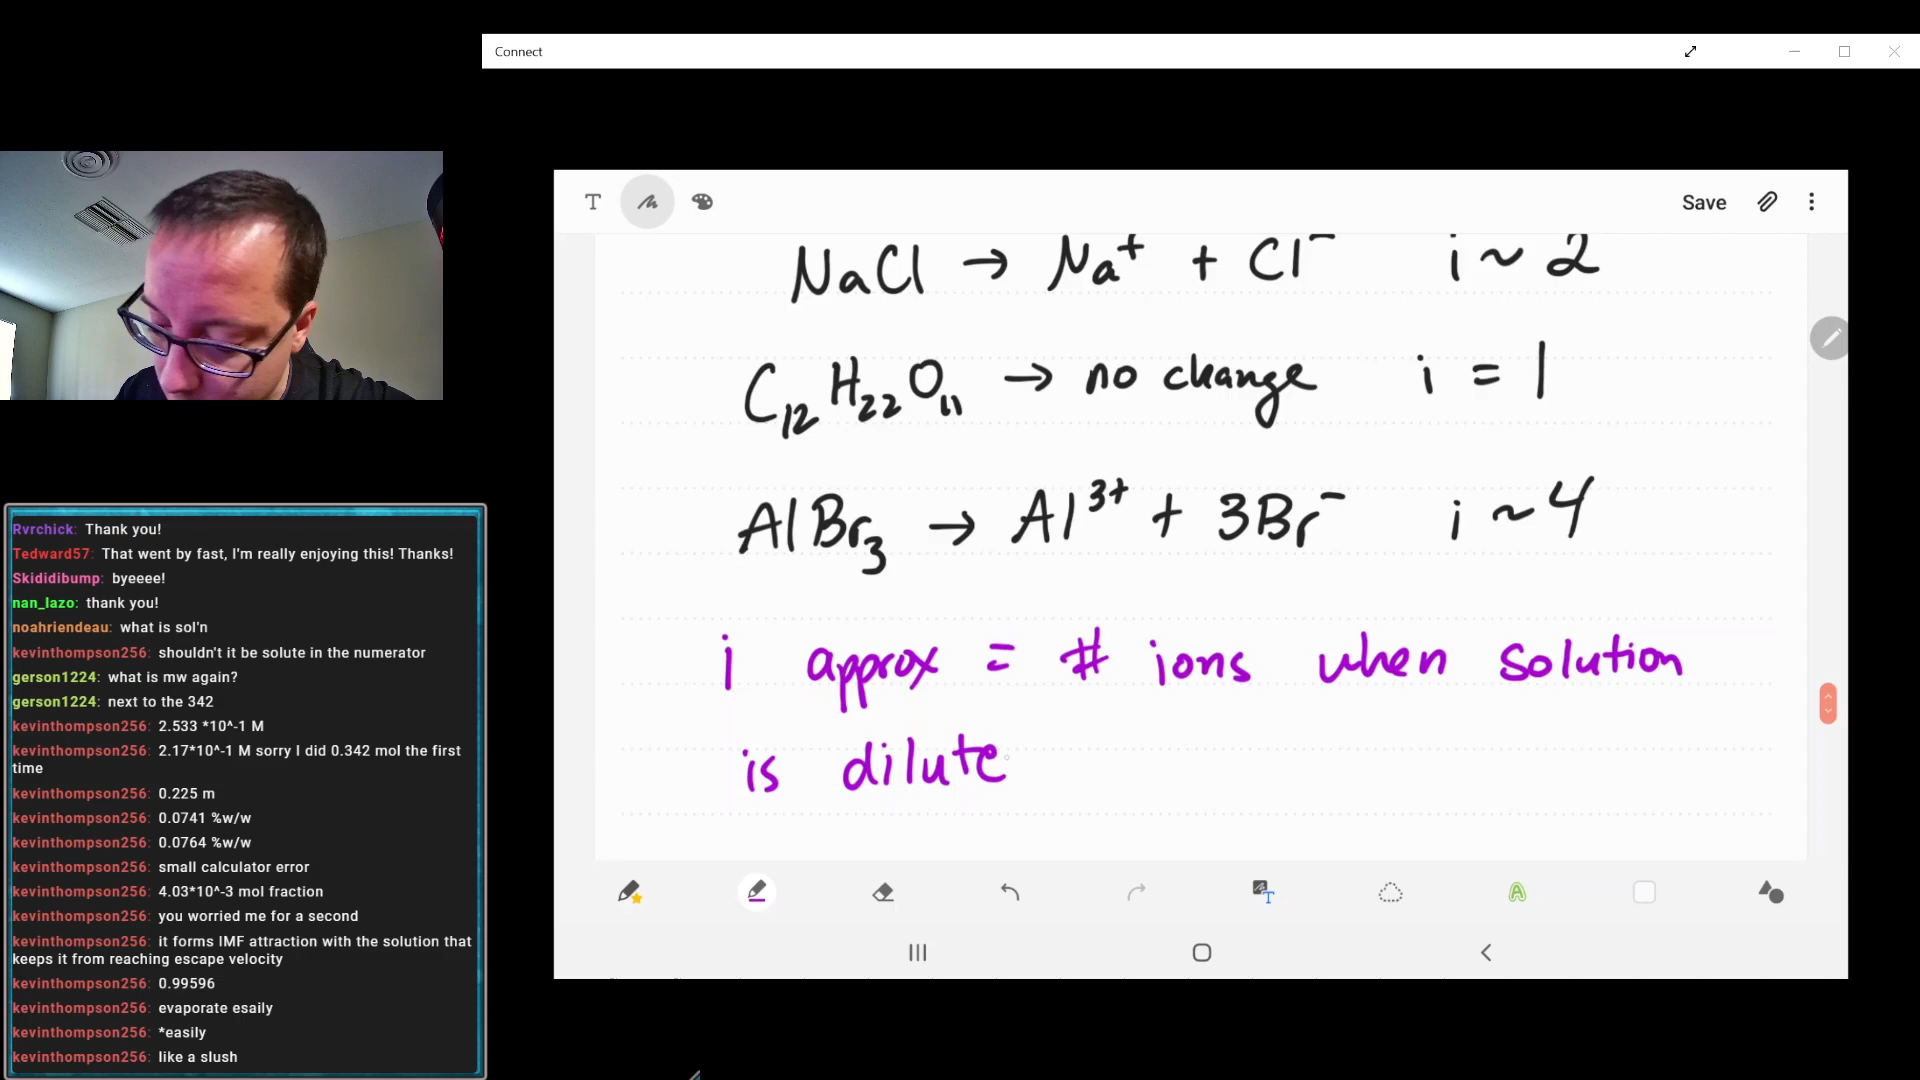 Connect
Save
NaCl → Na⁺ + Cl⁻ i ~ 2
C₁₂H₂₂O₁₁ → no change i = 1
AlBr₃ → Al³⁺ + 3Br⁻ i ~ 4
i approx = # ions when solution
is dilute
Rvrchick: Thank you!
Tedward57: That went by fast, I'm really enjoying this! Thanks!
Skididibump: byeeee!
nan_lazo: thank you!
noahriendeau: what is sol'n
kevinthompson256: shouldn't it be solute in the numerator
gerson1224: what is mw again?
gerson1224: next to the 342
kevinthompson256: 2.533 *10^-1 M
kevinthompson256: 2.17*10^-1 M sorry I did 0.342 mol the first
time
kevinthompson256: 0.225 m
kevinthompson256: 0.0741 %w/w
kevinthompson256: 0.0764 %w/w
kevinthompson256: small calculator error
kevinthompson256: 4.03*10^-3 mol fraction
kevinthompson256: you worried me for a second
kevinthompson256: it forms IMF attraction with the solution that
keeps it from reaching escape velocity
kevinthompson256: 0.99596
kevinthompson256: evaporate esaily
kevinthompson256: *easily
kevinthompson256: like a slush